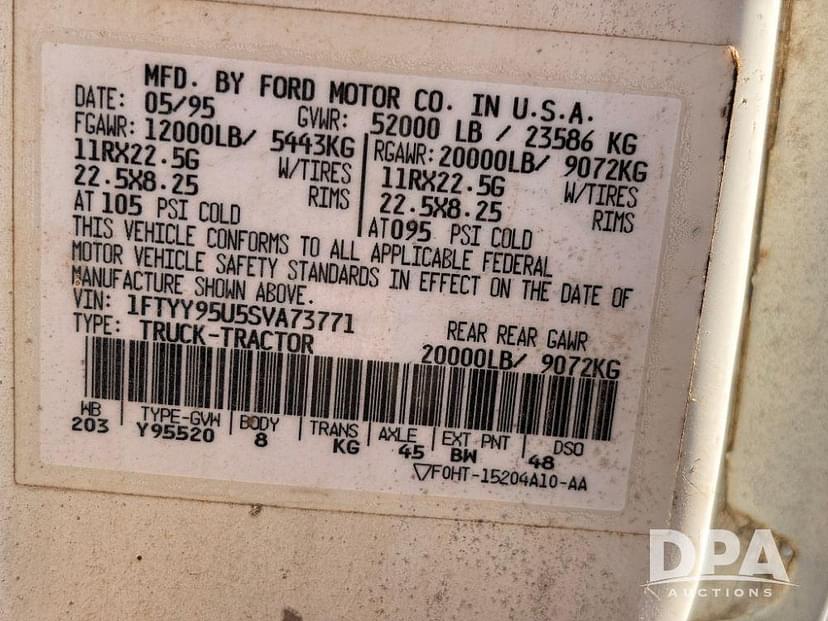 MFD. BY FORD MOTOR CO. IN U.S.A.
DATE: 05/95 GVWR: 52000 LB / 23586 KG
FGAWR: 12000LB/ 5443KG RGAWR: 20000LB/ 9072KG
11RX22.5G W/TIRES 11RX22.5G W/TIRES
22.5X8.25 RIMS 22.5X8.25 RIMS
AT 105 PSI COLD AT 095 PSI COLD
THIS VEHICLE CONFORMS TO ALL APPLICABLE FEDERAL
MOTOR VEHICLE SAFETY STANDARDS IN EFFECT ON THE DATE OF
MANUFACTURE SHOWN ABOVE.
VIN: 1FTYY95U5SVA73771 REAR REAR GAWR
TYPE: TRUCK-TRACTOR 20000LB/ 9072KG
WB TYPE-GVW BODY TRANS AXLE EXT PNT DSO
203 Y95520 8 KG 45 BW 48
▽F0HT-15204A10-AA
DPA
AUCTIONS